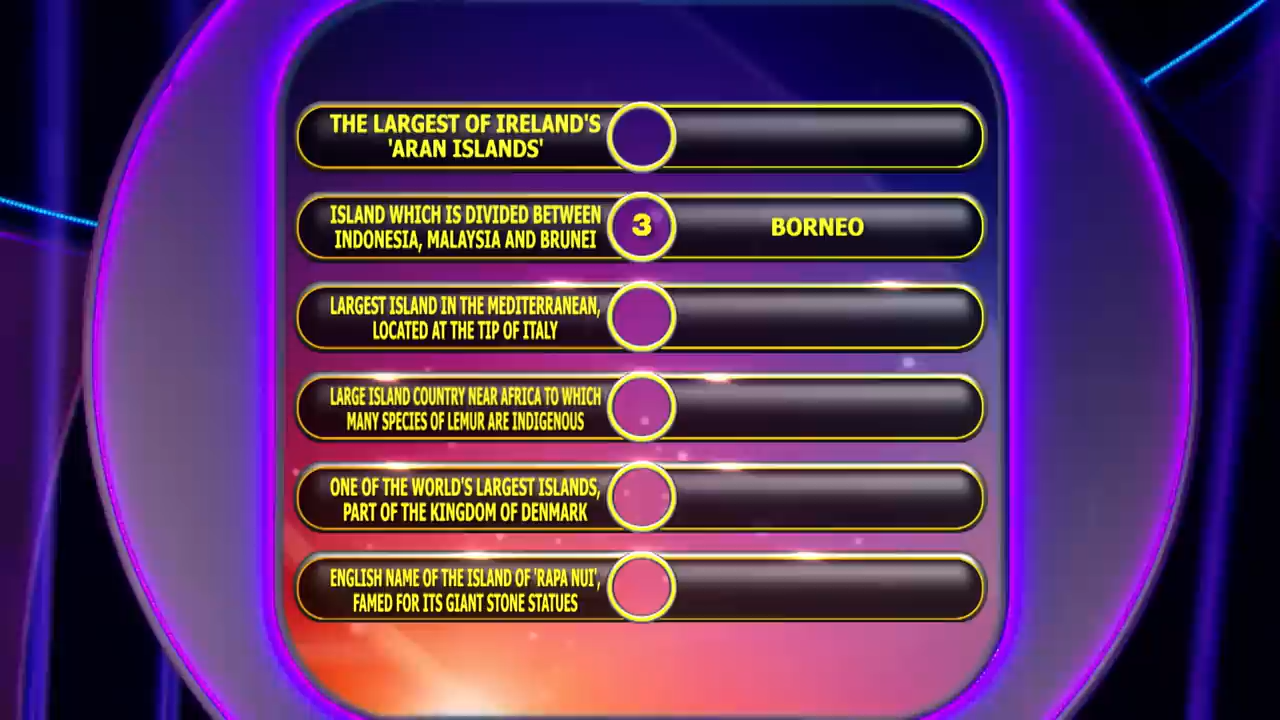 THE LARGEST OF IRELAND'S
'ARAN ISLANDS'
ISLAND WHICH IS DIVIDED BETWEEN
INDONESIA, MALAYSIA AND BRUNEI
3
BORNEO
LARGEST ISLAND IN THE MEDITERRANEAN,
LOCATED AT THE TIP OF ITALY
LARGE ISLAND COUNTRY NEAR AFRICA TO WHICH
MANY SPECIES OF LEMUR ARE INDIGENOUS
ONE OF THE WORLD'S LARGEST ISLANDS,
PART OF THE KINGDOM OF DENMARK
ENGLISH NAME OF THE ISLAND OF 'RAPA NUI',
FAMED FOR ITS GIANT STONE STATUES